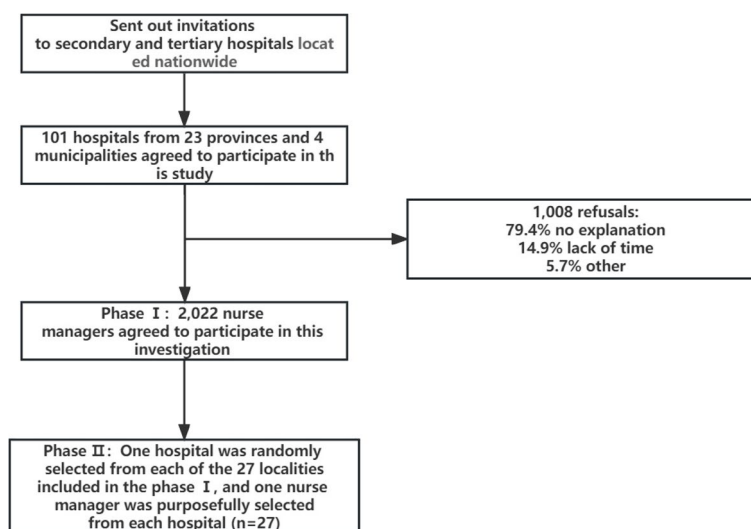 Sent out invitations
to secondary and tertiary hospitals locat
ed nationwide
101 hospitals from 23 provinces and 4
municipalities agreed to participate in th
is study
1,008 refusals:
79.4% no explanation
14.9% lack of time
5.7% other
Phase Ⅰ: 2,022 nurse
managers agreed to participate in this
investigation
Phase Ⅱ: One hospital was randomly
selected from each of the 27 localities
included in the phase Ⅰ, and one nurse
manager was purposefully selected
from each hospital (n=27)